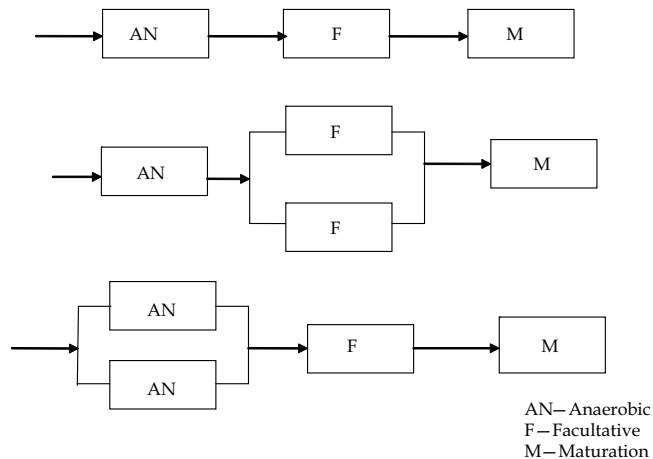 AN F M
F
AN M
F
AN
F M
AN
AN—Anaerobic
F—Facultative
M—Maturation